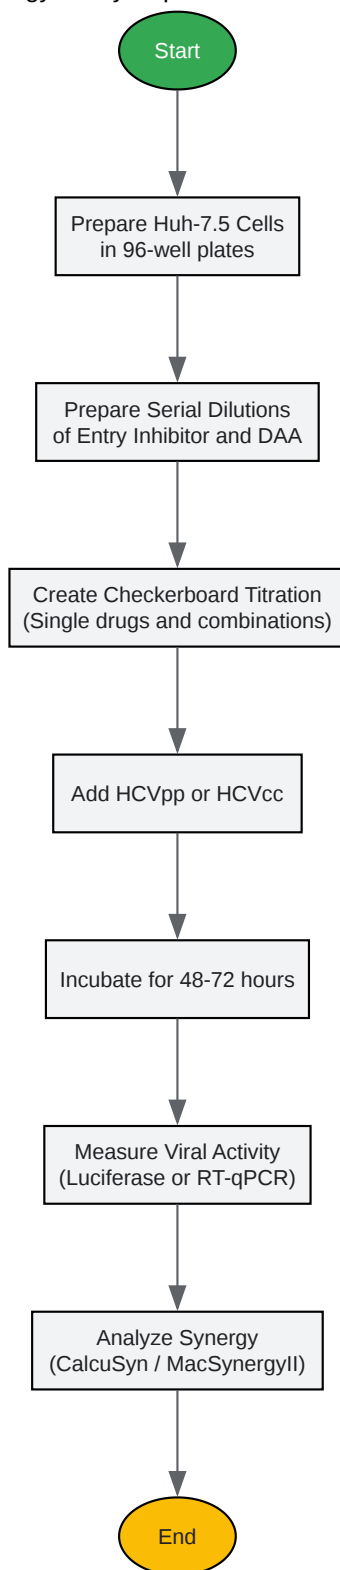 Start
Prepare Huh-7.5 Cells
in 96-well plates
Prepare Serial Dilutions
of Entry Inhibitor and DAA
Create Checkerboard Titration
(Single drugs and combinations)
Add HCVpp or HCVcc
Incubate for 48-72 hours
Measure Viral Activity
(Luciferase or RT-qPCR)
Analyze Synergy
(CalcuSyn / MacSynergyII)
End